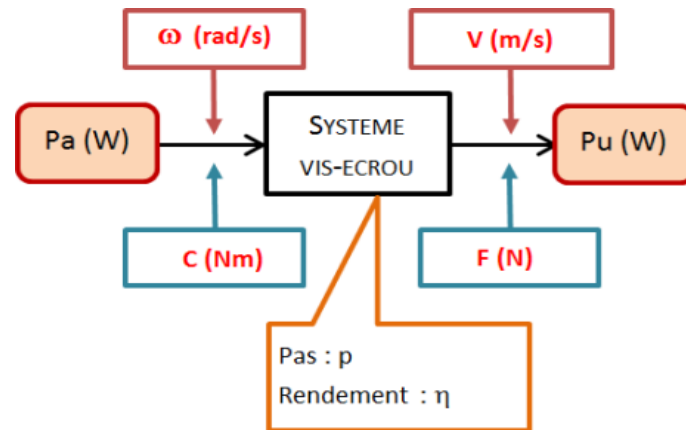 ω (rad/s)
V (m/s)
Pa (W)
SYSTEME
VIS-ECROU
Pu (W)
C (Nm)
F (N)
Pas : p
Rendement : η